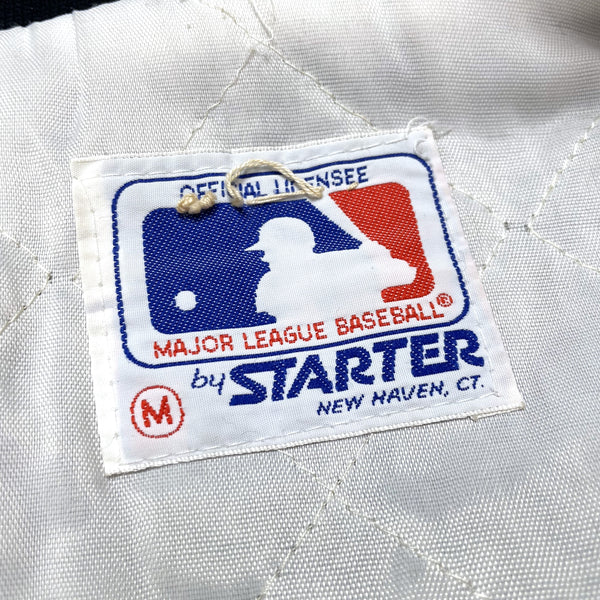 OFFICIAL LICENSEE
MAJOR LEAGUE BASEBALL®
by STARTER
M
NEW HAVEN, CT.